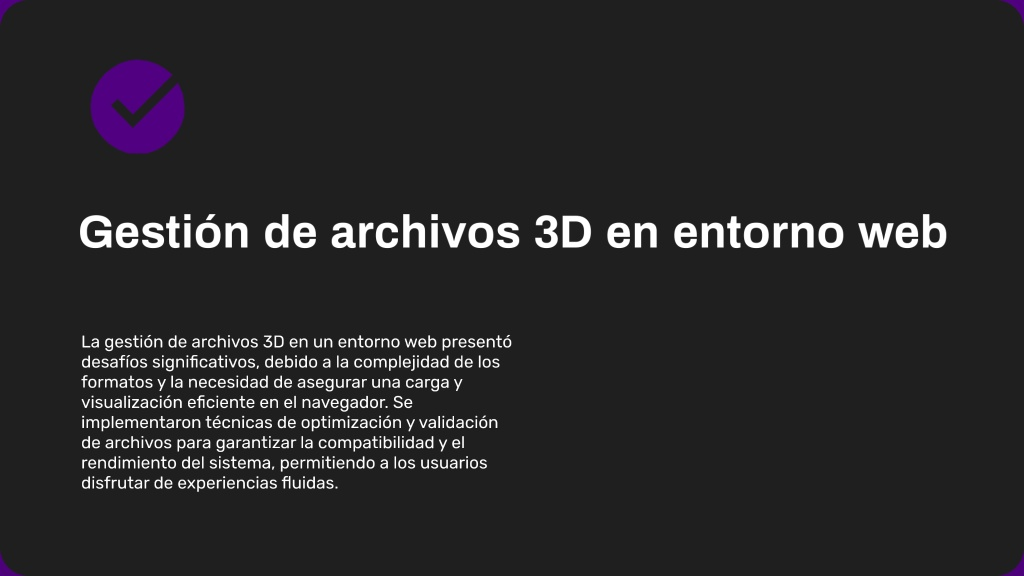 Gestión de archivos 3D en entorno web
La gestión de archivos 3D en un entorno web presentó
desafíos significativos, debido a la complejidad de los
formatos y la necesidad de asegurar una carga y
visualización eficiente en el navegador. Se
implementaron técnicas de optimización y validación
de archivos para garantizar la compatibilidad y el
rendimiento del sistema, permitiendo a los usuarios
disfrutar de experiencias fluidas.